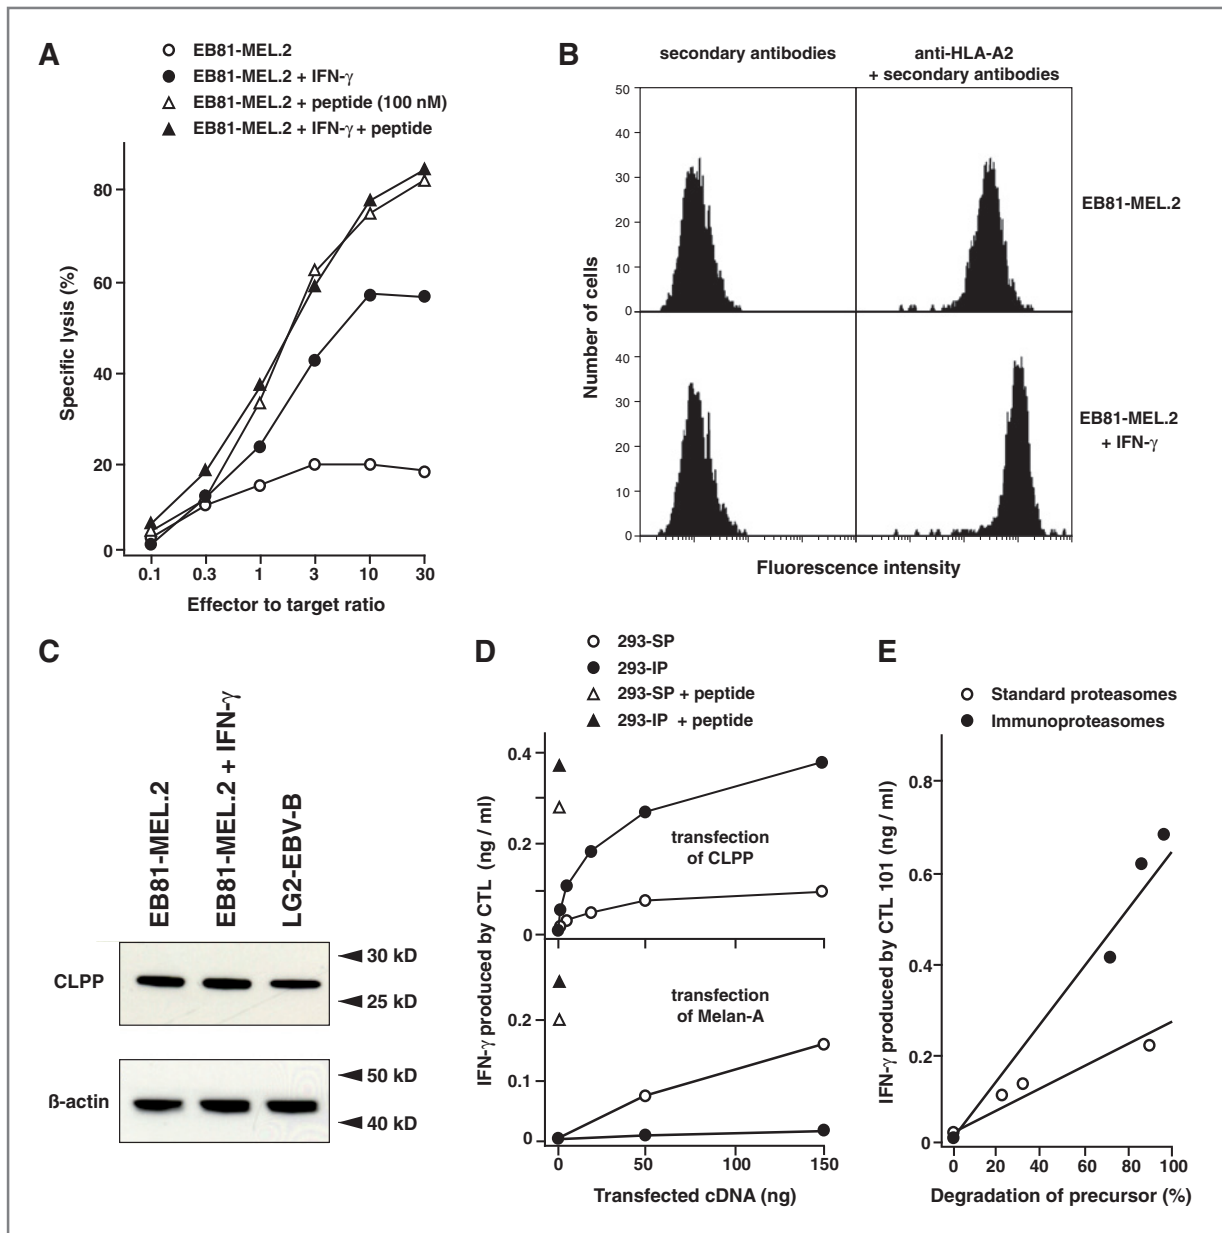 A
EB81-MEL.2
EB81-MEL.2 + IFN-γ
EB81-MEL.2 + peptide (100 nM)
EB81-MEL.2 + IFN-γ + peptide
Specific lysis (%)
80
60
40
20
0
0.1 0.3 1 3 10 30
Effector to target ratio
B
secondary antibodies
anti-HLA-A2
+ secondary antibodies
Number of cells
50
40
30
20
10
0
40
30
20
10
0
EB81-MEL.2
EB81-MEL.2
+ IFN-γ
Fluorescence intensity
C
EB81-MEL.2
EB81-MEL.2 + IFN-γ
LG2-EBV-B
CLPP
30 kD
25 kD
ß-actin
50 kD
40 kD
D
293-SP
293-IP
293-SP + peptide
293-IP + peptide
IFN-γ produced by CTL (ng / ml)
0.4
0.2
0
transfection
of CLPP
0.2
0.1
0
transfection
of Melan-A
0 50 100 150
Transfected cDNA (ng)
E
Standard proteasomes
Immunoproteasomes
IFN-γ produced by CTL 101 (ng / ml)
0.8
0.6
0.4
0.2
0
0 20 40 60 80 100
Degradation of precursor (%)